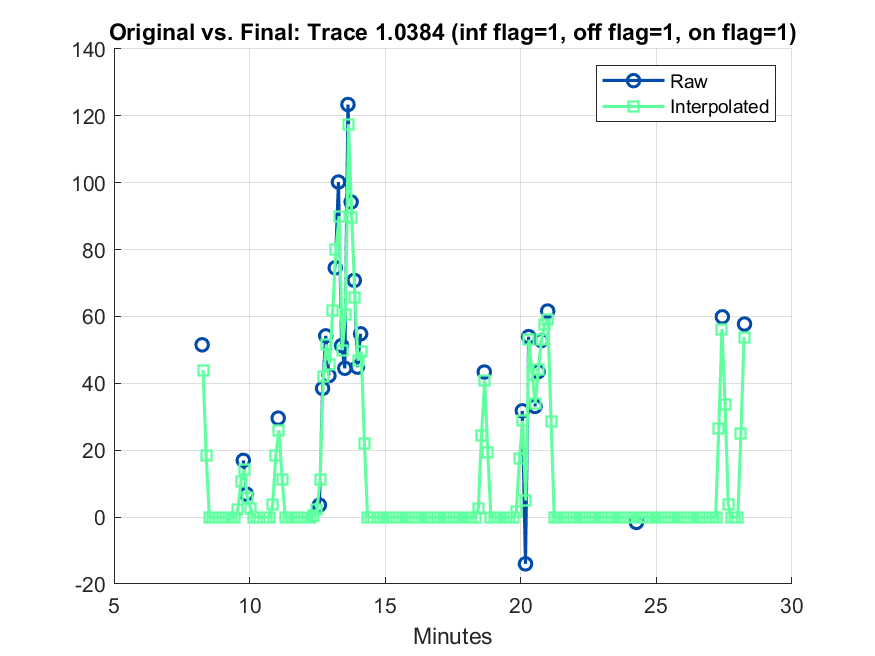 Original vs. Final: Trace 1.0384 (inf flag=1, off flag=1, on flag=1)
140
120
100
80
60
40
20
0
-20
Raw
Interpolated
5 10 15 20 25 30
Minutes